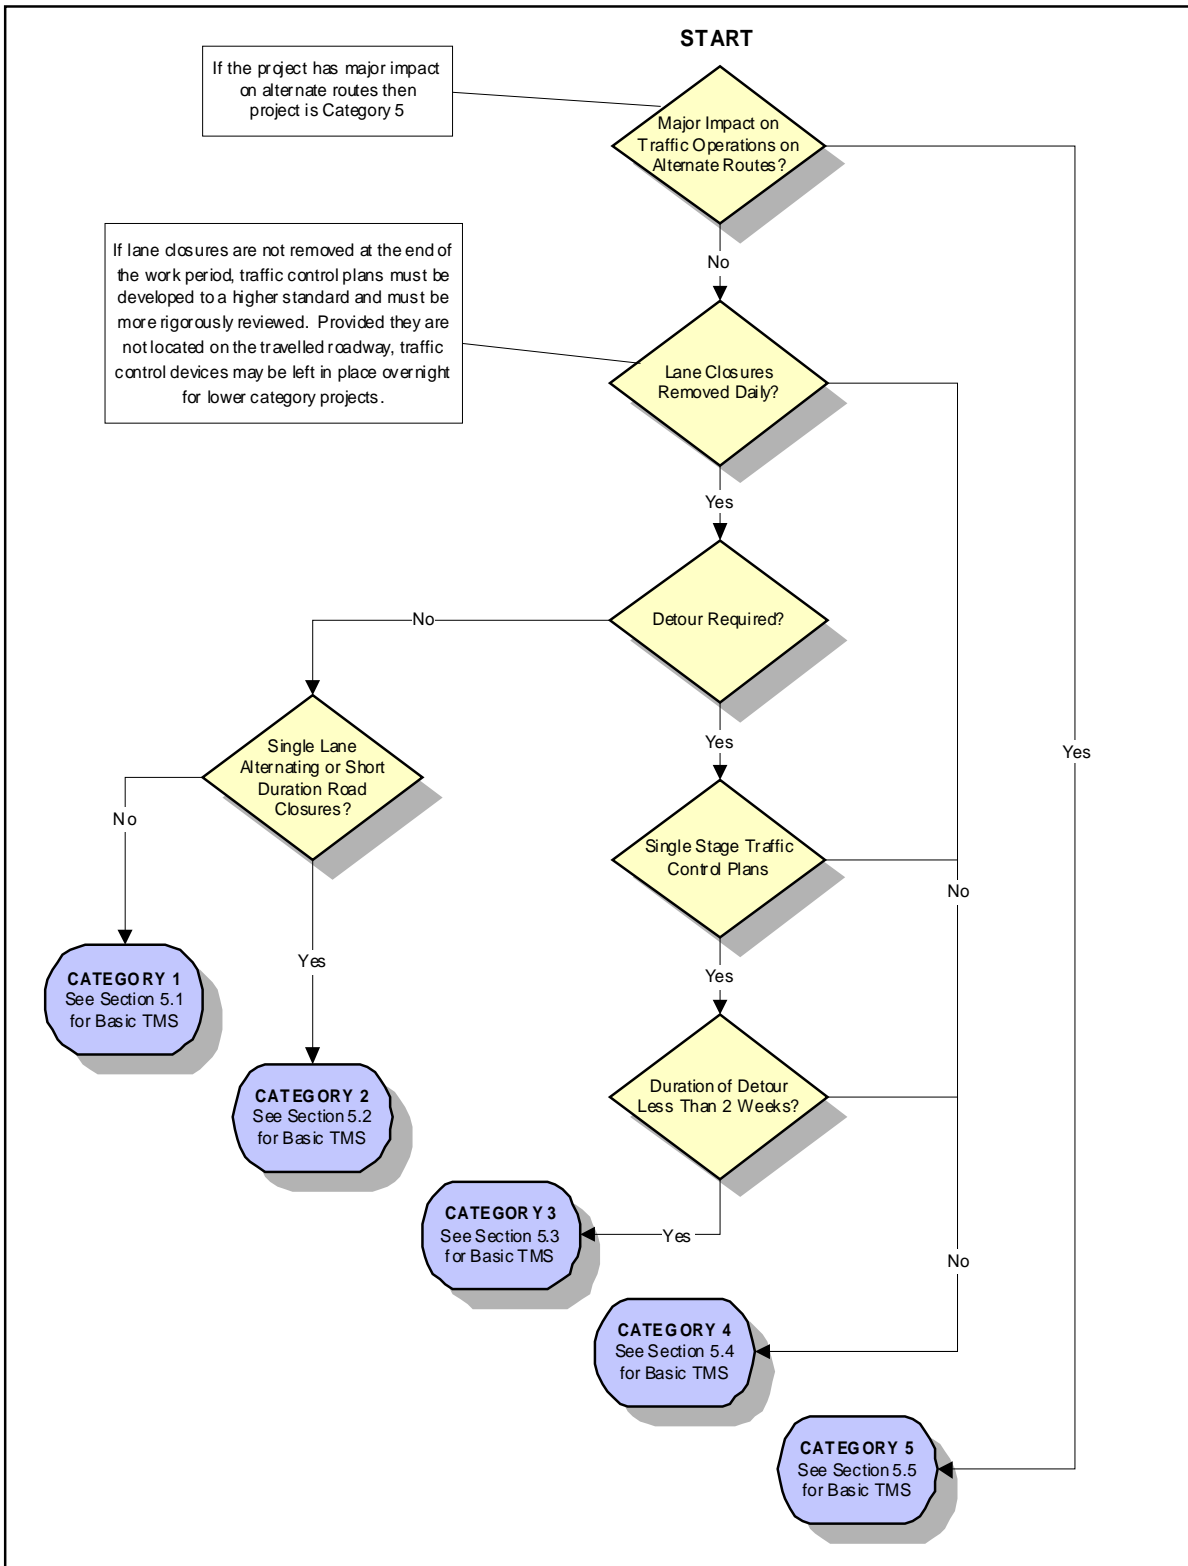 START
If the project has major impact
on alternate routes then
project is Category 5
Major Impact on
Traffic Operations on
Alternate Routes?
No
If lane closures are not removed at the end of
the work period, traffic control plans must be
developed to a higher standard and must be
more rigorously reviewed.  Provided they are
not located on the travelled roadway, traffic
control devices may be left in place overnight
for lower category projects.
Lane Closures
Removed Daily?
Yes
Detour Required?
No
Yes
Yes
Single Lane
Alternating or Short
Duration Road
Closures?
No
Single Stage Traffic
Control Plans
No
Yes
Yes
CATEGORY 1
See Section 5.1
for Basic TMS
CATEGORY 2
See Section 5.2
for Basic TMS
Duration of Detour
Less Than 2 Weeks?
CATEGORY 3
See Section 5.3
for Basic TMS
Yes
No
CATEGORY 4
See Section 5.4
for Basic TMS
CATEGORY 5
See Section 5.5
for Basic TMS